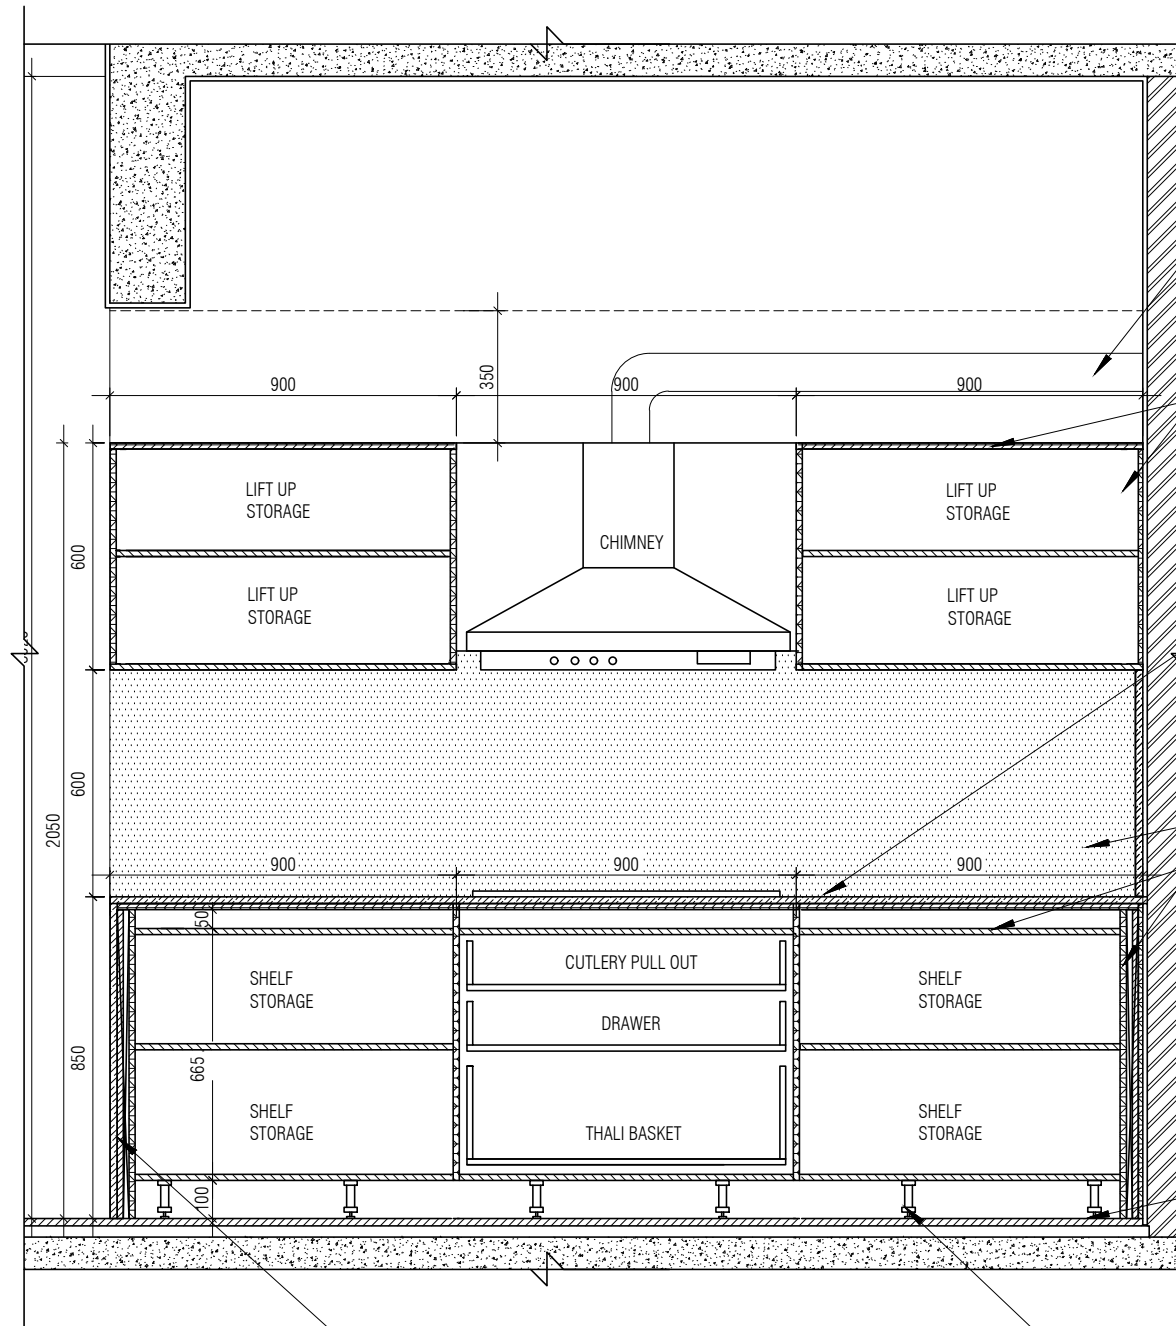 350
900
900
900
LIFT UP
STORAGE
LIFT UP
STORAGE
CHIMNEY
600
LIFT UP
STORAGE
LIFT UP
STORAGE
600
2050
900
900
900
50
CUTLERY PULL OUT
SHELF
STORAGE
SHELF
STORAGE
DRAWER
850
665
SHELF
STORAGE
THALI BASKET
SHELF
STORAGE
100